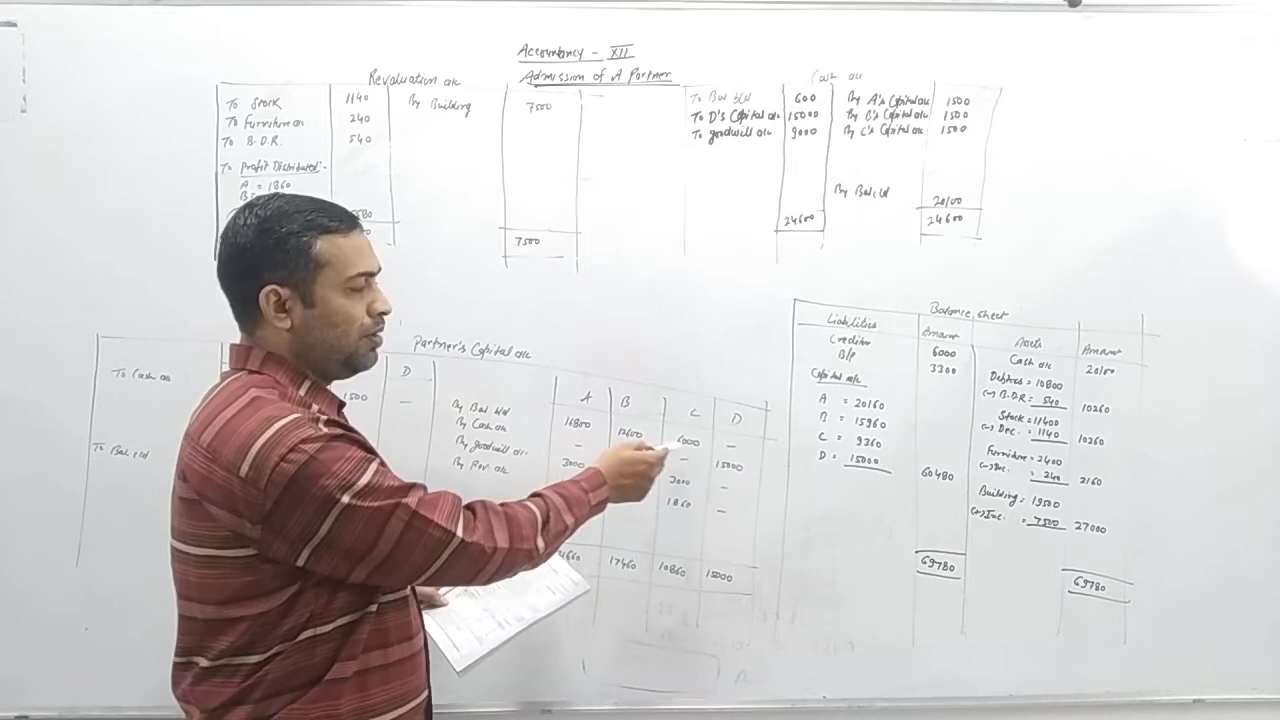 Accountancy - XII
Admission of A Partner
Revaluation a/c
To Stock 1140 By Building 7500
To Furniture a/c 240
To B.D.R. 540
To Profit Distributed:-
A = 1860
B =
5580
7500
Cash a/c
To Bal b/d 600 By A's Capital a/c 1500
To D's Capital a/c 15000 By B's Capital a/c 1500
To goodwill a/c 9000 By C's Capital a/c 1500
By Bal c/d 20100
24600 24600
Partner's Capital a/c
D A B C D
To Cash a/c 1500 - By Bal b/d 16800 12600 6000 -
By Cash a/c - - 15000
To Bal c/d By goodwill a/c 3000 3000 -
By Rev. a/c 1860 -
21660 17460 10860 15000
Balance sheet
Liabilities Amount Assets Amount
Creditor 6000 Cash a/c 20100
B/P 3300 Debtors = 10800
Capital a/c (-) B.D.R = 540 10260
A = 20160 Stock = 11400
B = 15960 (-) Dec. = 1140 10260
C = 9360 Furniture = 2400
D = 15000 60480 (-) Dec. = 240 2160
Building = 19500
(+) Inc. = 7500 27000
69780 69780